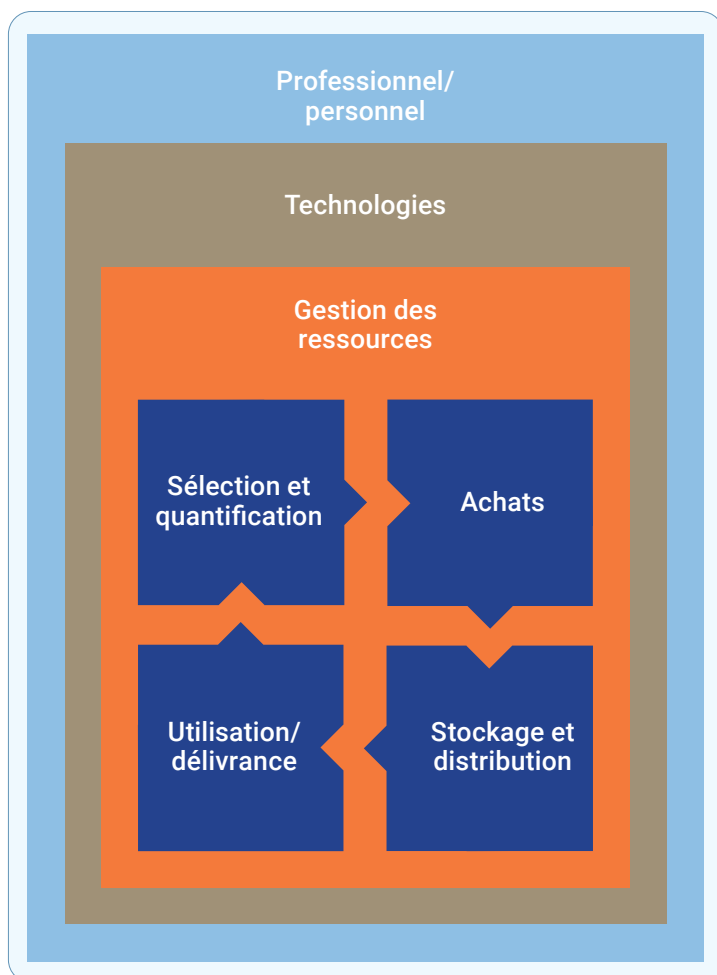 Professionnel/
personnel
Technologies
Gestion des
ressources
Sélection et
quantification
Achats
Utilisation/
délivrance
Stockage et
distribution